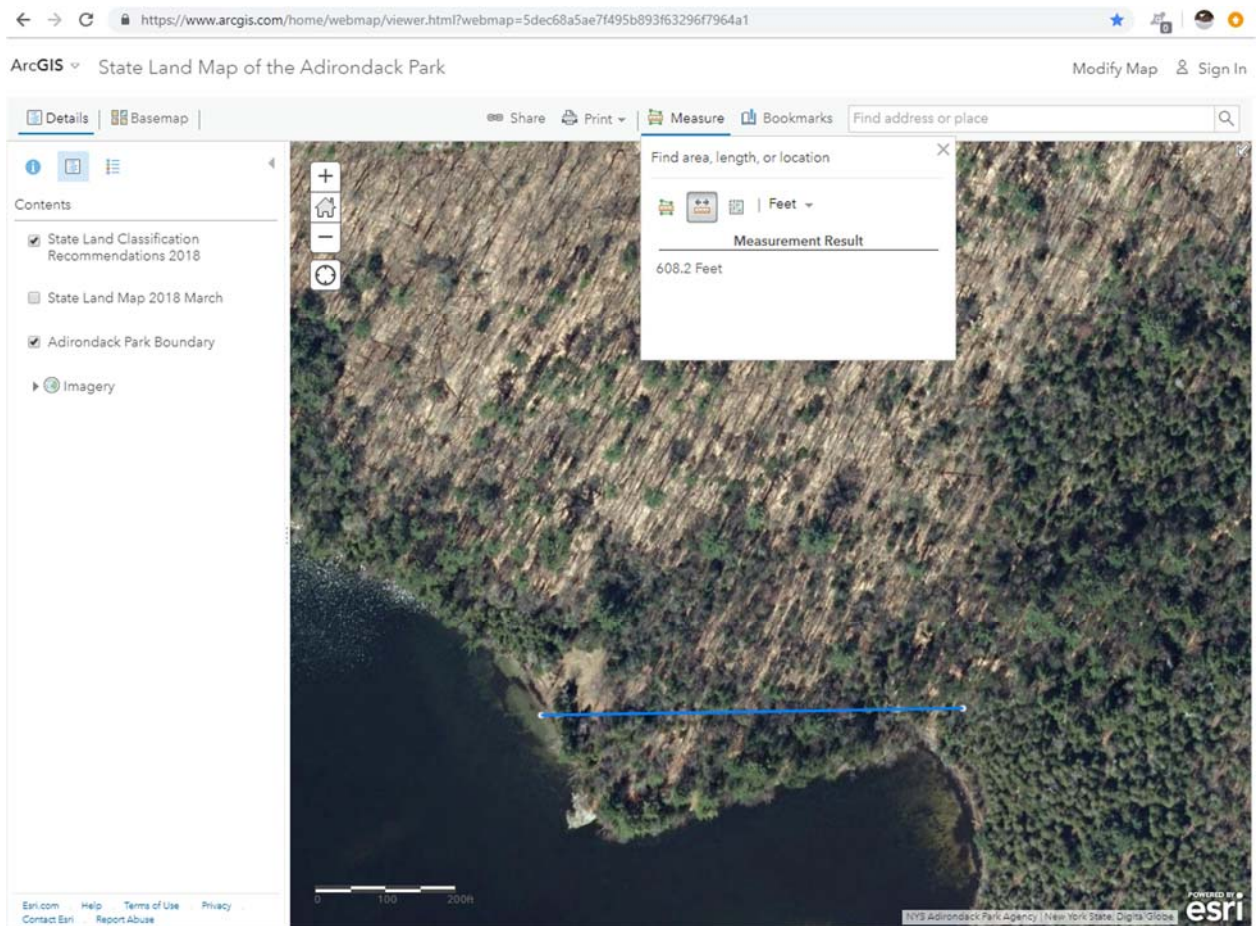 https://www.arcgis.com/home/webmap/viewer.html?webmap=5dec68a5ae7f495b893f63296f7964a1
0
ArcGIS State Land Map of the Adirondack Park
Modify Map Sign In
Details Basemap Share Print Measure Bookmarks Find address or place
Find area, length, or location
Feet
Measurement Result
608.2 Feet
Contents
State Land Classification
Recommendations 2018
State Land Map 2018 March
Adirondack Park Boundary
Imagery
0 100 200ft
Esri.com Help Terms of Use Privacy
Contact Esri Report Abuse
NYS Adirondack Park Agency | New York State, Digital Globe
POWERED BY
esri